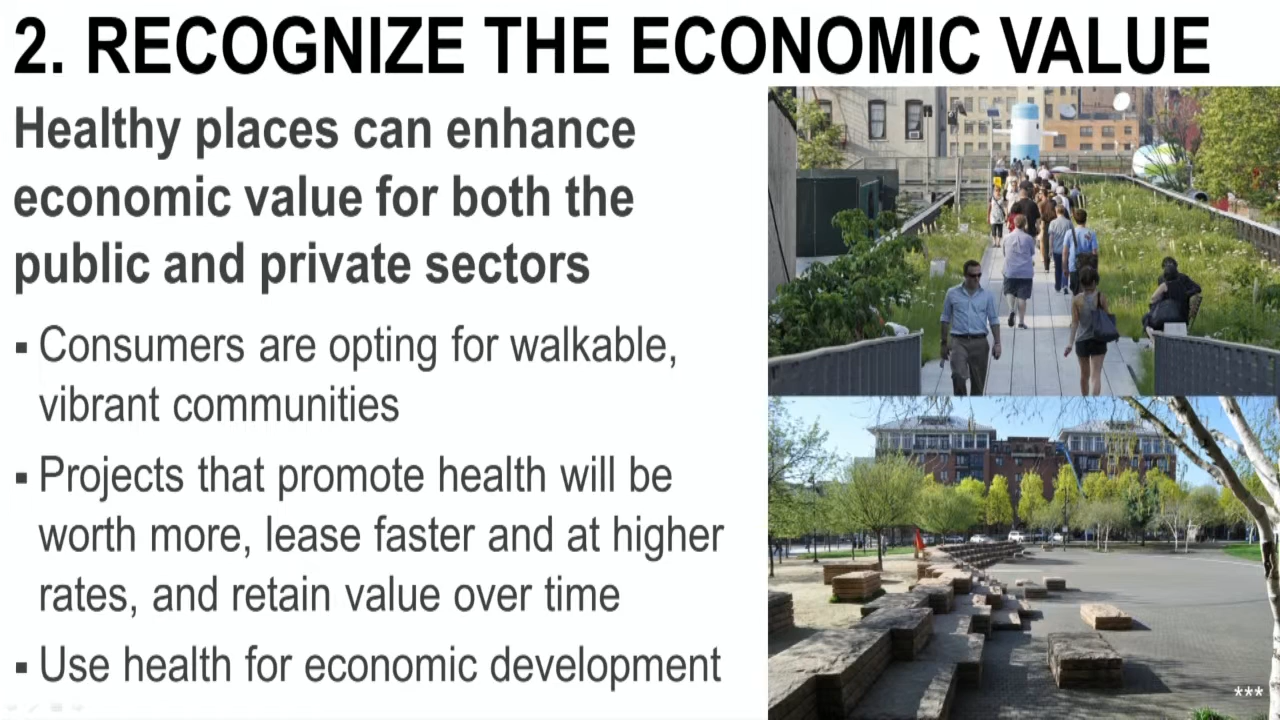 2. RECOGNIZE THE ECONOMIC VALUE
Healthy places can enhance
economic value for both the
public and private sectors
▪ Consumers are opting for walkable,
vibrant communities
▪ Projects that promote health will be
worth more, lease faster and at higher
rates, and retain value over time
▪ Use health for economic development
***